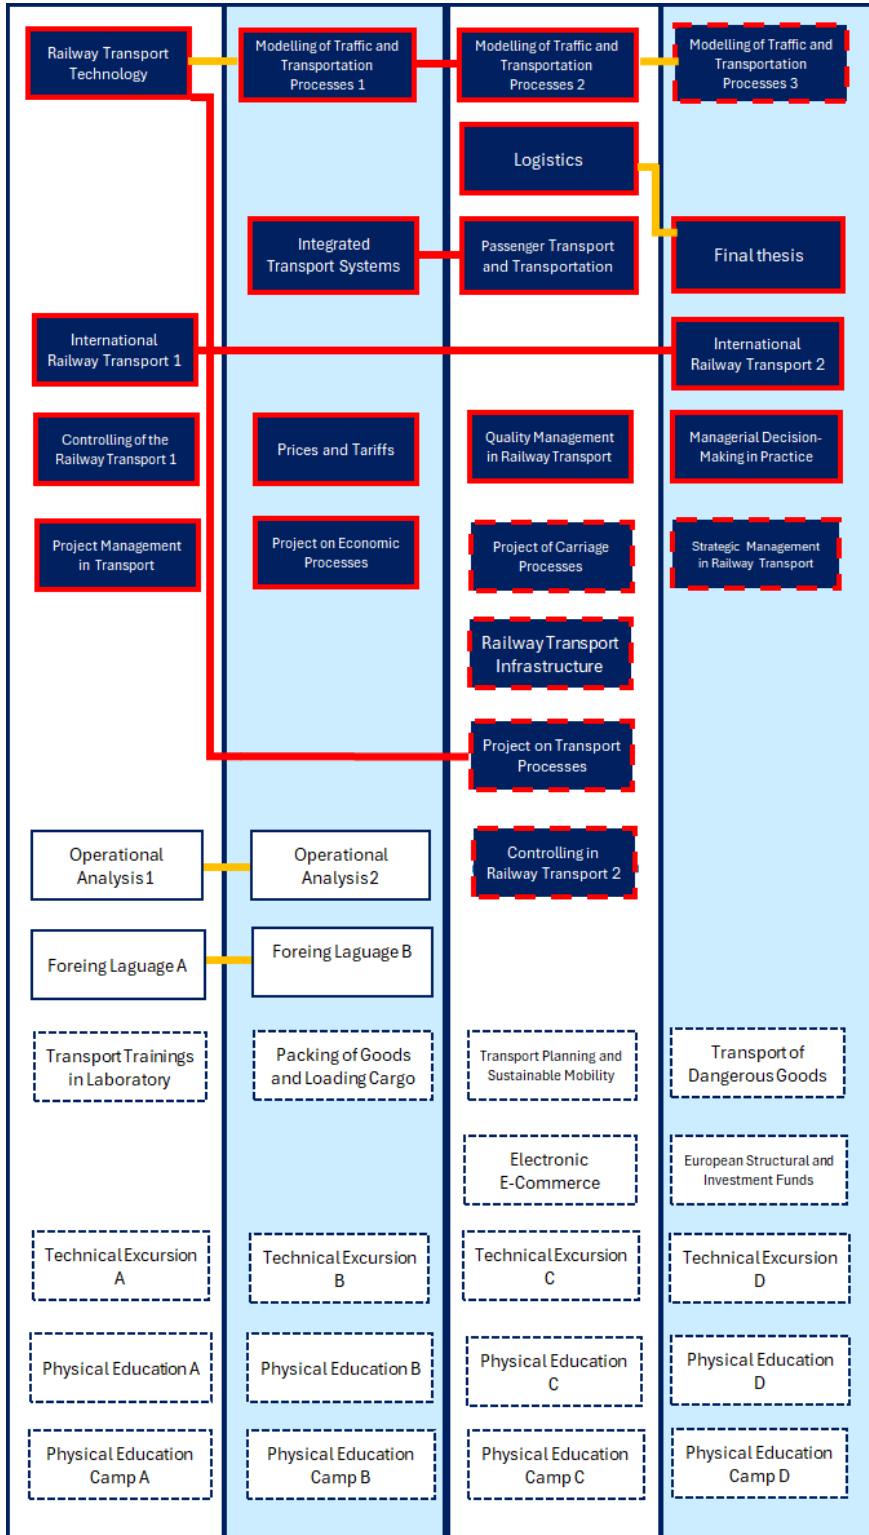 Railway Transport
Technology
Modelling of Traffic and
Transportation
Processes 1
Modelling of Traffic and
Transportation
Processes 2
Modelling of Traffic and
Transportation
Processes 3
Logistics
Integrated
Transport Systems
Passenger Transport
and Transportation
Final thesis
International
Railway Transport 1
International
Railway Transport 2
Controlling of the
Railway Transport 1
Prices and Tariffs
Quality Management
in Railway Transport
Managerial Decision-
Making in Practice
Project Management
in Transport
Project on Economic
Processes
Project of Carriage
Processes
Strategic Management
in Railway Transport
Railway Transport
Infrastructure
Project on Transport
Processes
Operational
Analysis 1
Operational
Analysis 2
Controlling in
Railway Transport 2
Foreing Laguage A
Foreing Laguage B
Transport Trainings
in Laboratory
Packing of Goods
and Loading Cargo
Transport Planning and
Sustainable Mobility
Transport of
Dangerous Goods
Electronic
E-Commerce
European Structural and
Investment Funds
Technical Excursion
A
Technical Excursion
B
Technical Excursion
C
Technical Excursion
D
Physical Education A
Physical Education B
Physical Education
C
Physical Education
D
Physical Education
Camp A
Physical Education
Camp B
Physical Education
Camp C
Physical Education
Camp D